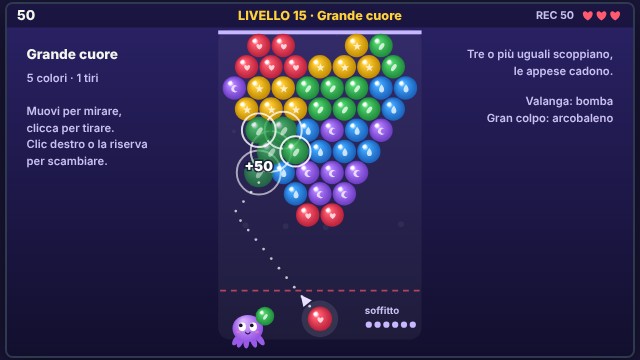 50
LIVELLO 15 · Grande cuore
REC 50
Grande cuore
5 colori · 1 tiri
Muovi per mirare,
clicca per tirare.
Clic destro o la riserva
per scambiare.
Tre o più uguali scoppiano,
le appese cadono.
Valanga: bomba
Gran colpo: arcobaleno
+50
soffitto